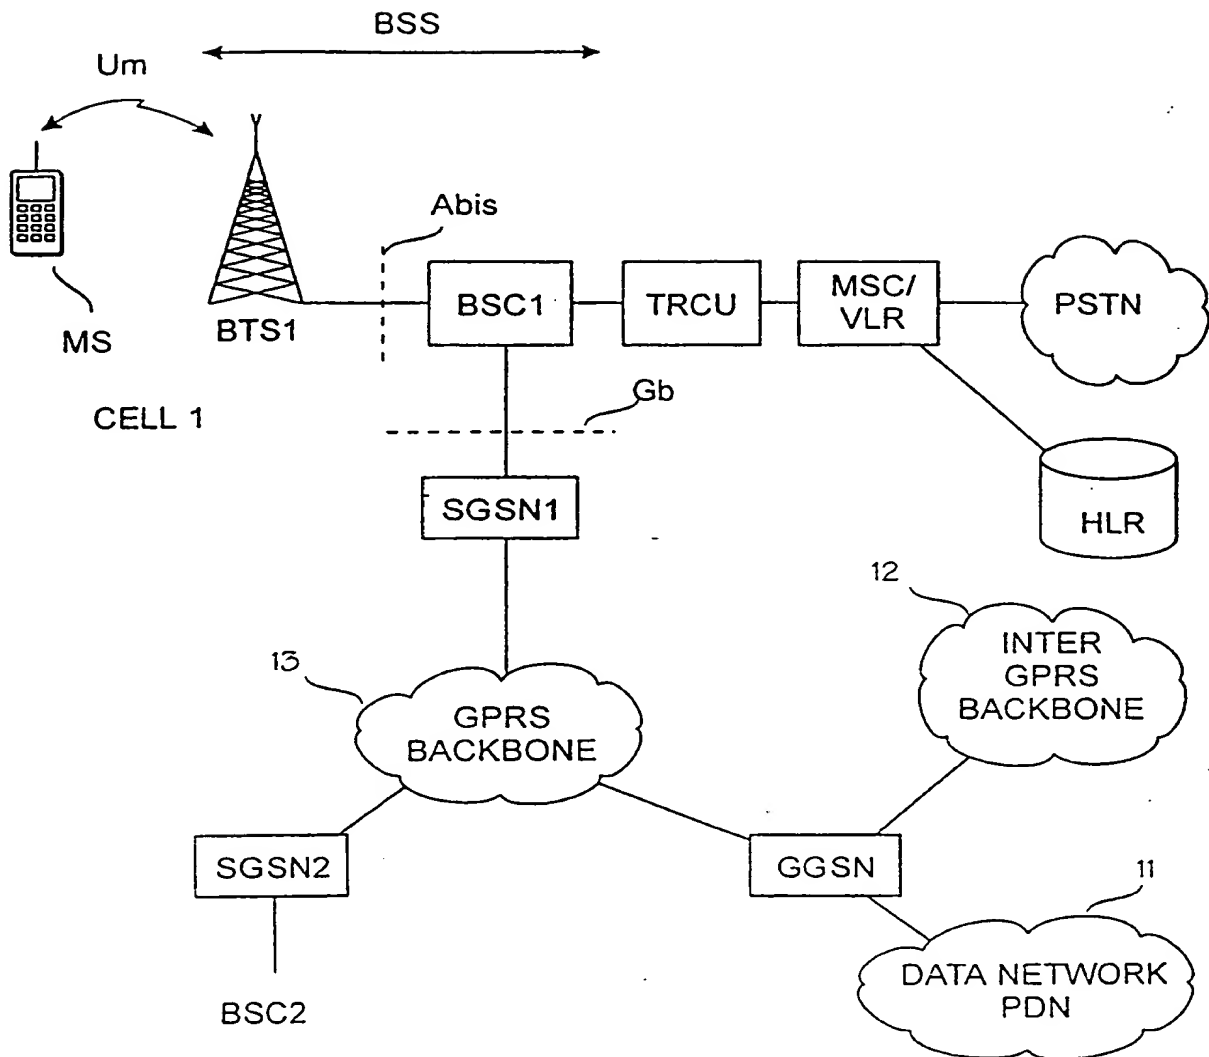 BSS
Um
Abis
BSC1
TRCU
MSC/
VLR
PSTN
BTS1
MS
CELL 1
Gb
SGSN1
HLR
12
INTER
GPRS
BACKBONE
13
GPRS
BACKBONE
SGSN2
GGSN
11
DATA NETWORK
PDN
BSC2